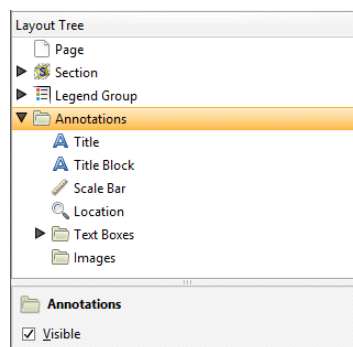 Layout Tree
Page
Section
Legend Group
Annotations
Title
Title Block
Scale Bar
Location
Text Boxes
Images
Annotations
Visible